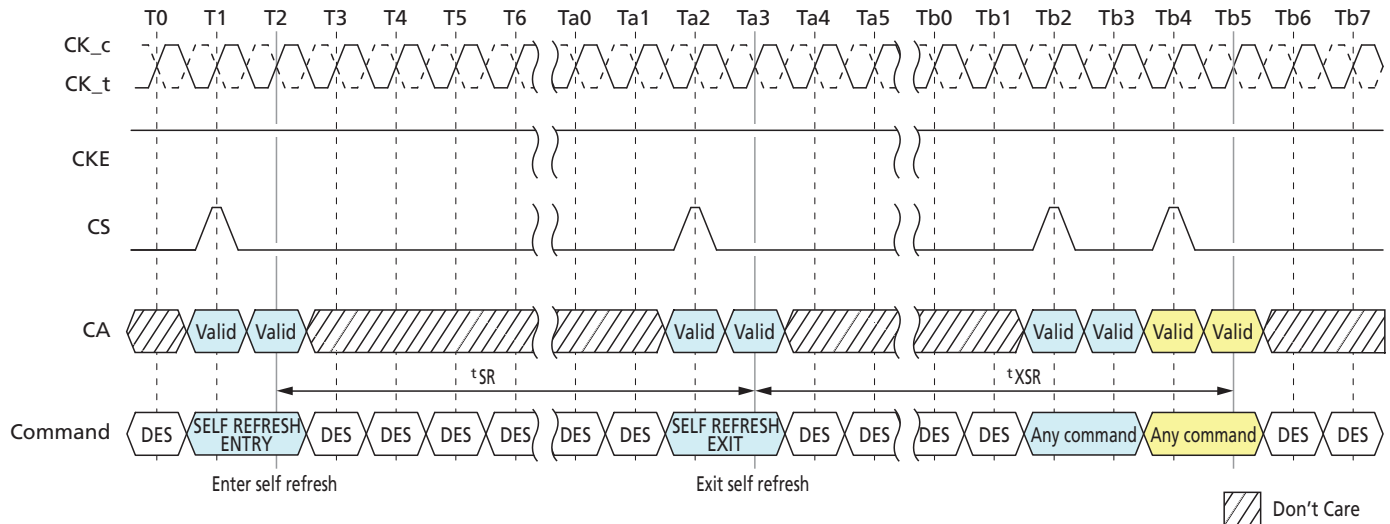 T0 T1 T2 T3 T4 T5 T6 Ta0 Ta1 Ta2 Ta3 Ta4 Ta5 Tb0 Tb1 Tb2 Tb3 Tb4 Tb5 Tb6 Tb7
CK_c
CK_t
CKE
CS
CA Valid Valid Valid Valid Valid Valid Valid Valid
tSR tXSR
Command DES SELF REFRESH ENTRY DES DES DES DES DES DES SELF REFRESH EXIT DES DES DES DES Any command Any command DES DES
Enter self refresh Exit self refresh
Don't Care